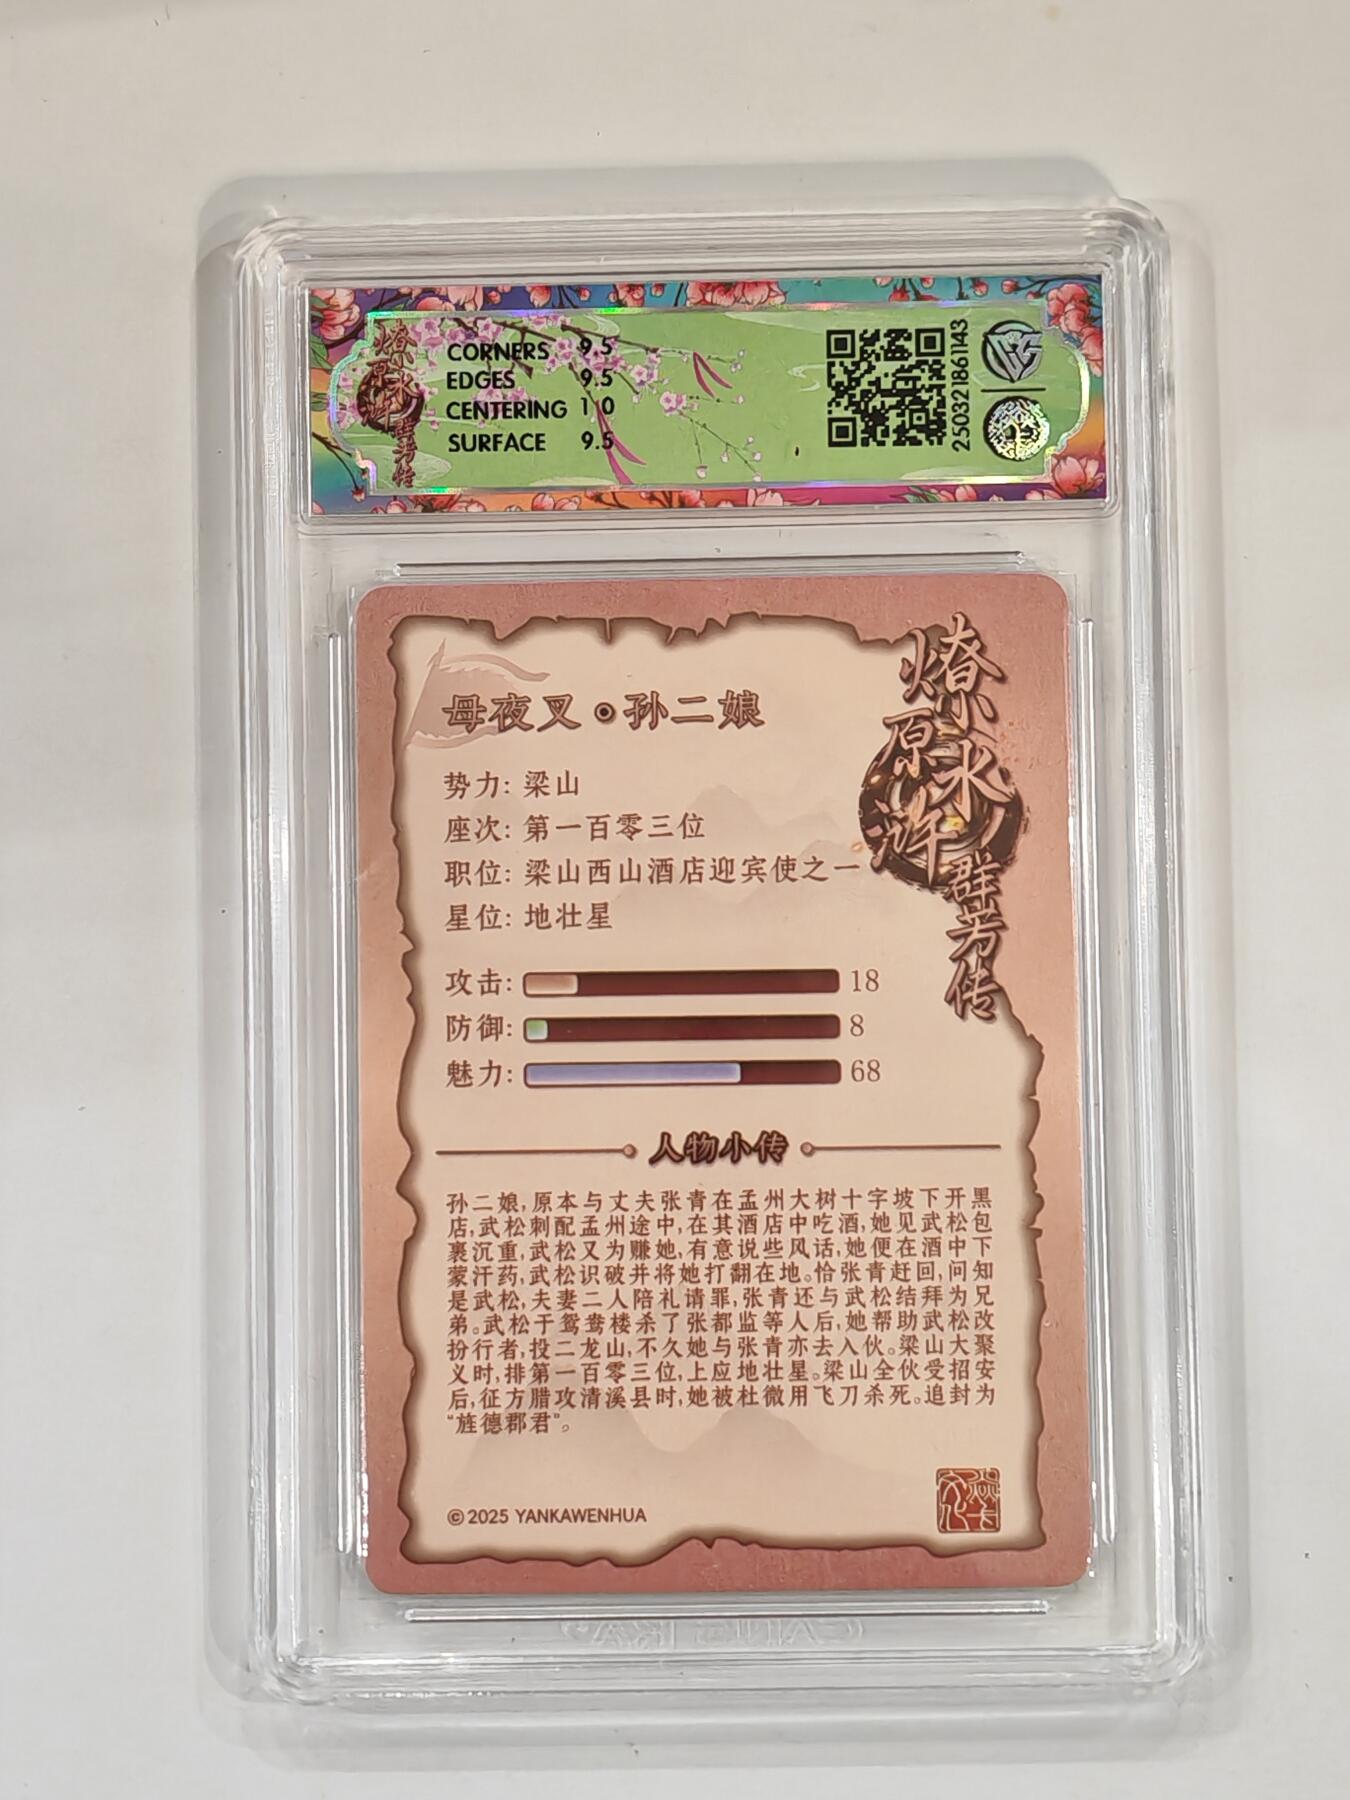 燎原水浒群芳传
CORNERS 9.5
EDGES 9.5
CENTERING 10
SURFACE 9.5
250321861143
燎原水浒群芳传
母夜叉·孙二娘
势力: 梁山
座次: 第一百零三位
职位: 梁山西山酒店迎宾使之一
星位: 地壮星
攻击: 18
防御: 8
魅力: 68
人物小传
孙二娘,原本与丈夫张青在孟州大树十字坡下开黑
店,武松刺配孟州途中,在其酒店中吃酒,她见武松包
裹沉重,武松又为赚她,有意说些风话,她便在酒中下
蒙汗药,武松识破并将她打翻在地。恰张青赶回,问知
是武松,夫妻二人陪礼请罪,张青还与武松结拜为兄
弟。武松于鸳鸯楼杀了张都监等人后,她帮助武松改
扮行者,投二龙山,不久她与张青亦去入伙。梁山大聚
义时,排第一百零三位,上应地壮星。梁山全伙受招安
后,征方腊攻清溪县时,她被杜微用飞刀杀死。追封为
“旌德郡君”。
© 2025 YANKAWENHUA